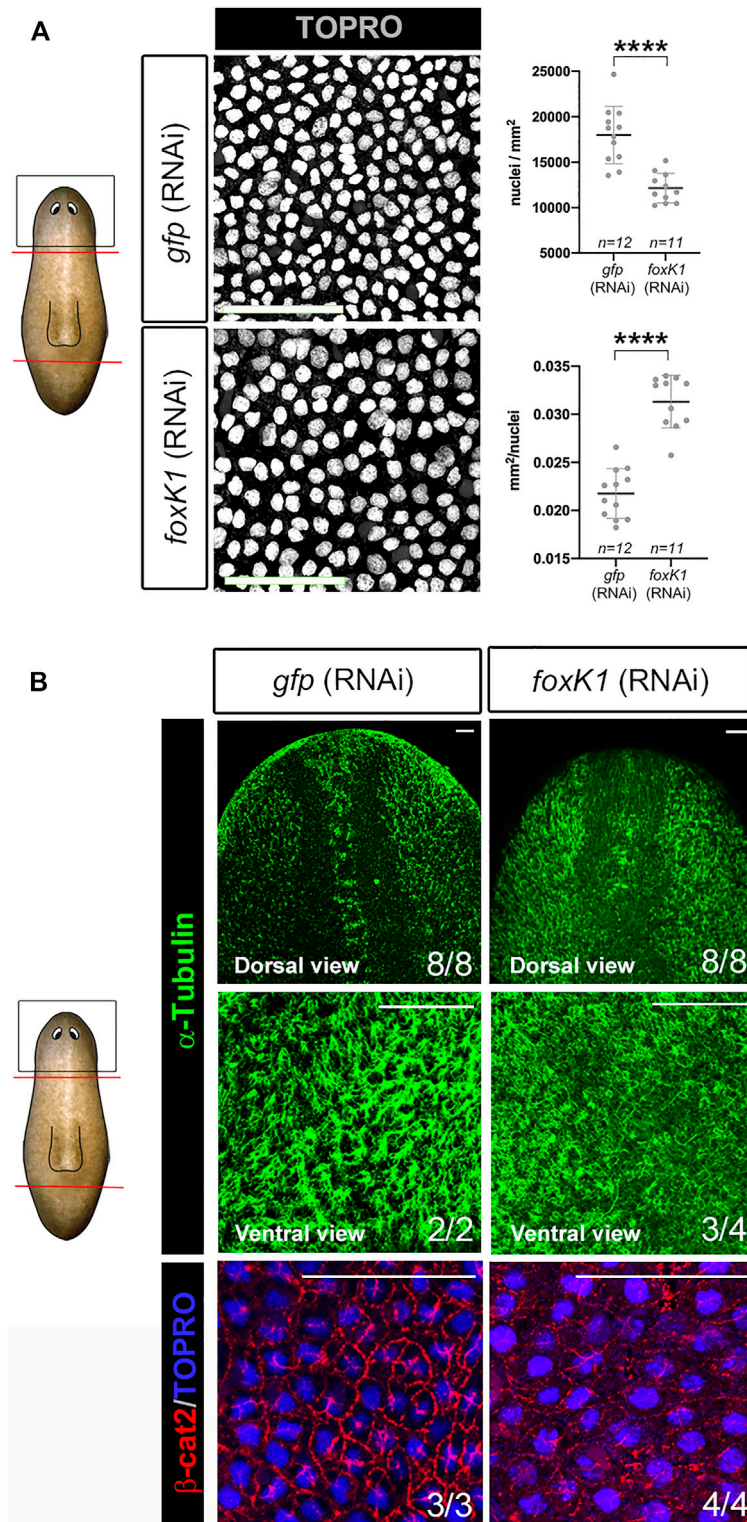 A
TOPRO
gfp (RNAi)
foxK1 (RNAi)
****
25000
20000
15000
10000
5000
nuclei / mm²
n=12 n=11
gfp (RNAi)
foxK1 (RNAi)
****
0.035
0.030
0.025
0.020
0.015
mm²/nuclei
n=12 n=11
gfp (RNAi)
foxK1 (RNAi)
B
gfp (RNAi)
foxK1 (RNAi)
α-Tubulin
Dorsal view 8/8
Dorsal view 8/8
Ventral view 2/2
Ventral view 3/4
β-cat2/TOPRO
3/3
4/4